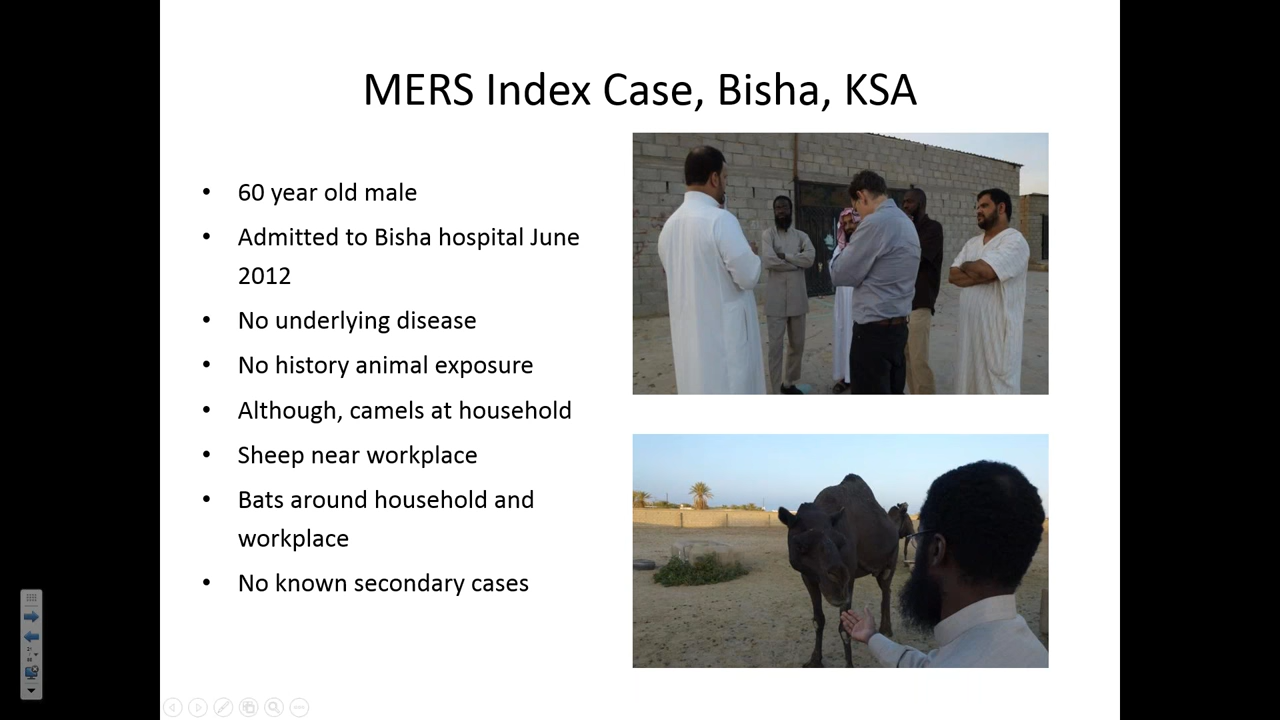 MERS Index Case, Bisha, KSA
• 60 year old male
• Admitted to Bisha hospital June
2012
• No underlying disease
• No history animal exposure
• Although, camels at household
• Sheep near workplace
• Bats around household and
workplace
• No known secondary cases